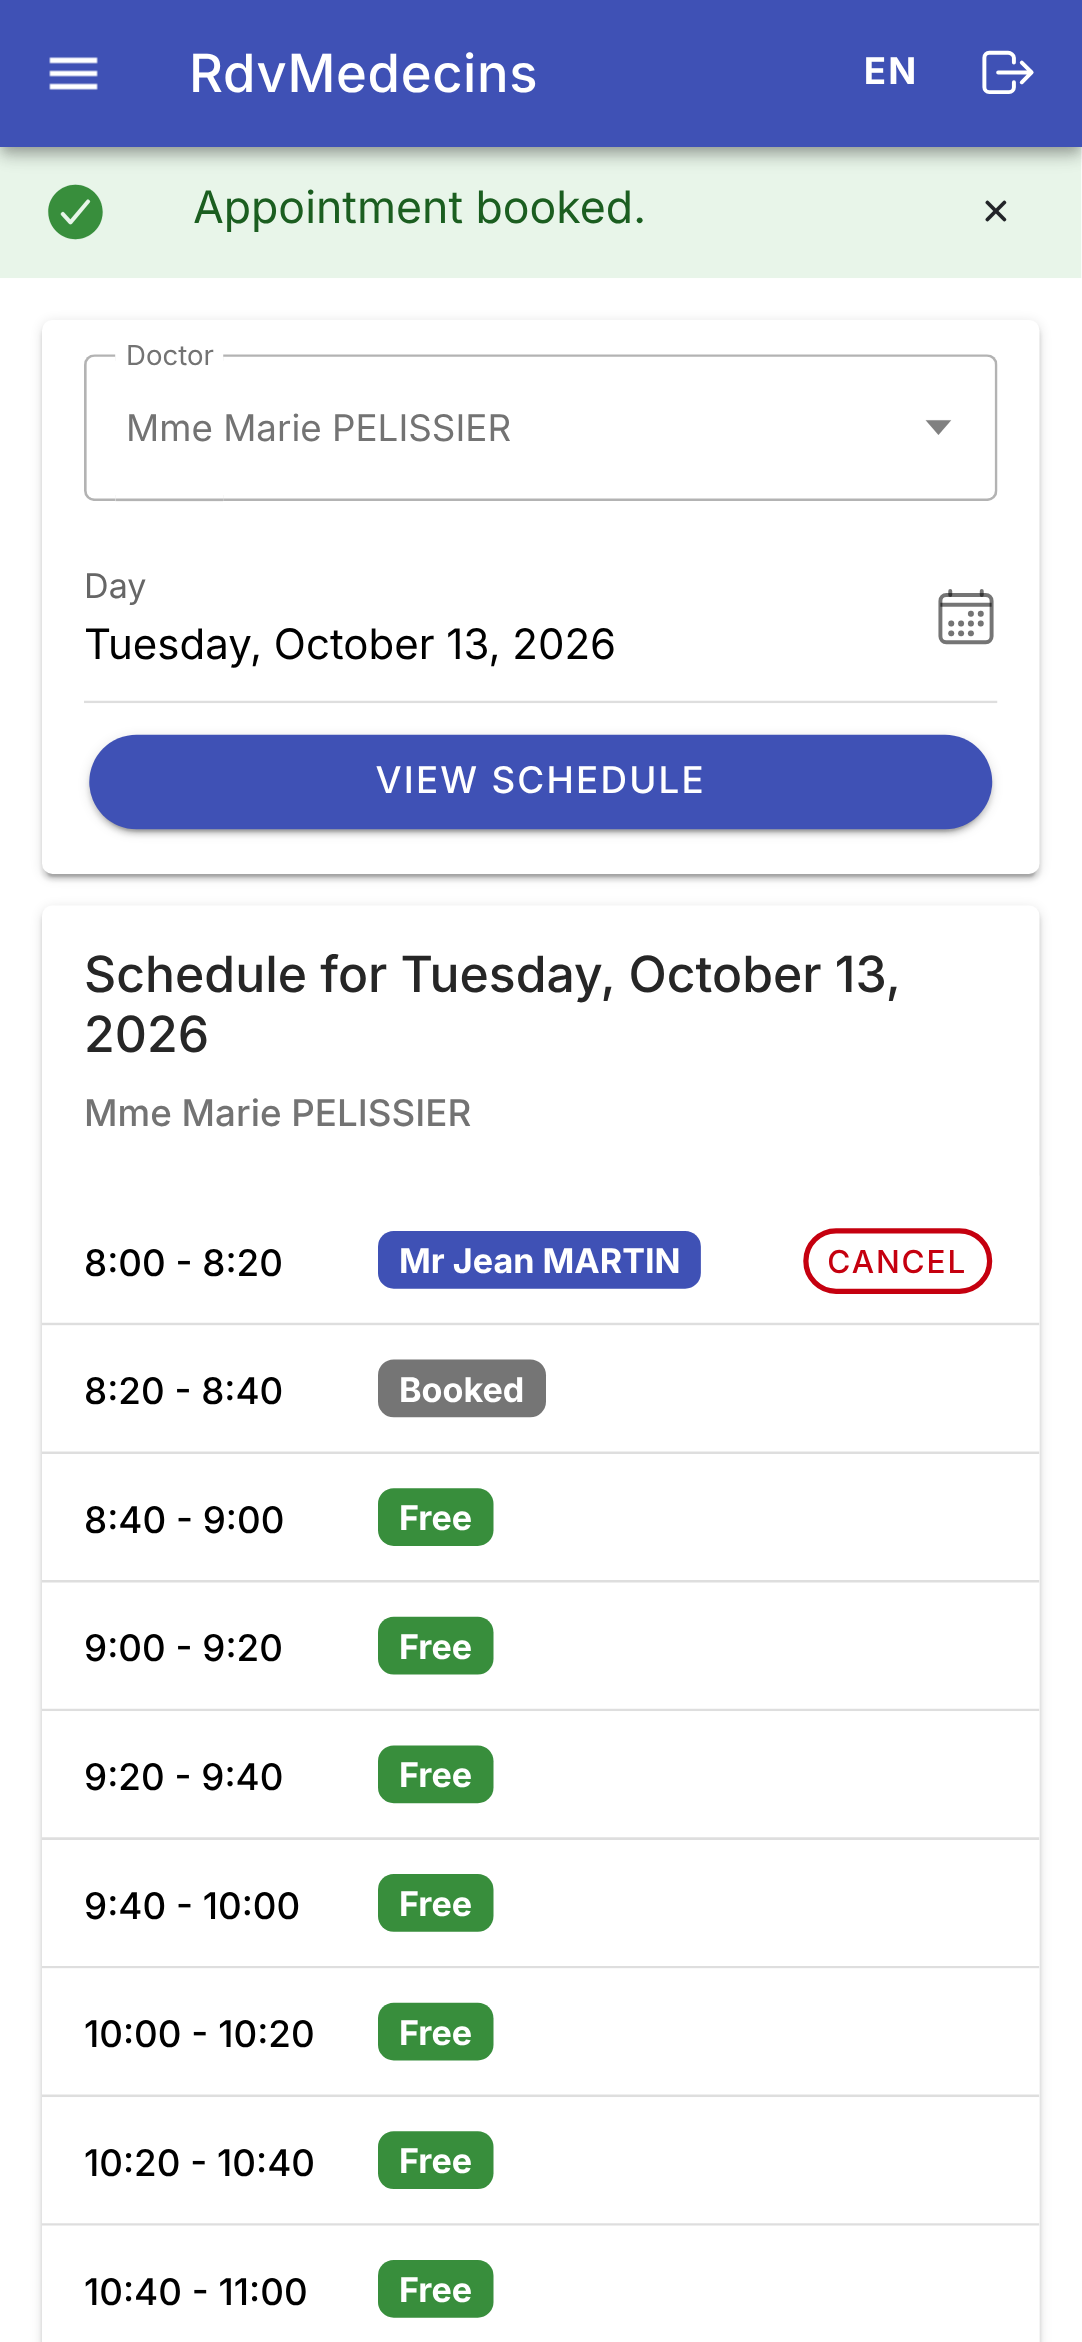 RdvMedecins EN
Appointment booked.
Doctor
Mme Marie PELISSIER
Day
Tuesday, October 13, 2026
VIEW SCHEDULE
Schedule for Tuesday, October 13,
2026
Mme Marie PELISSIER
8:00 - 8:20 Mr Jean MARTIN CANCEL
8:20 - 8:40 Booked
8:40 - 9:00 Free
9:00 - 9:20 Free
9:20 - 9:40 Free
9:40 - 10:00 Free
10:00 - 10:20 Free
10:20 - 10:40 Free
10:40 - 11:00 Free